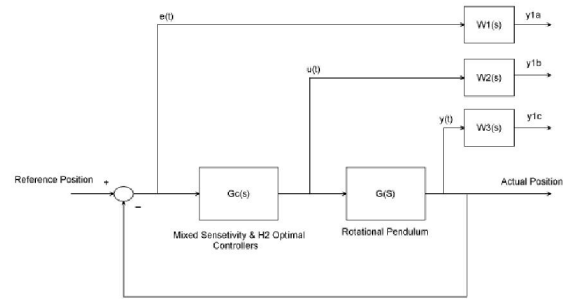 e(t)
W1(s)
y1a
u(t)
W2(s)
y1b
y(t)
W3(s)
y1c
Reference Position
+
−
Gc(s)
G(S)
Actual Position
Mixed Sensetivity & H2 Optimal
Controllers
Rotational Pendulum